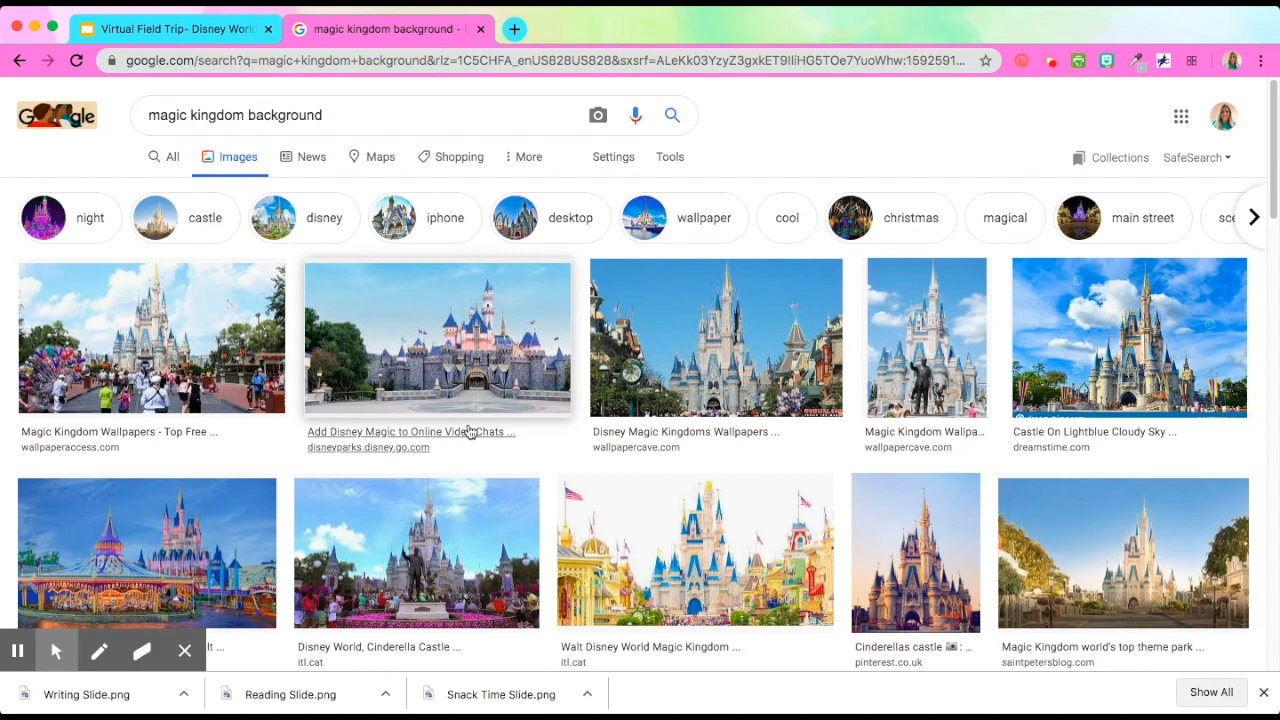 Virtual Field Trip- Disney World
magic kingdom background -
google.com/search?q=magic+kingdom+background&rlz=1C5CHFA_enUS828US828&sxsrf=ALeKk03YzyZ3gxkET9IliHG5TOe7YuoWhw:1592591...
Google
magic kingdom background
All Images News Maps Shopping More Settings Tools
Collections SafeSearch
night castle disney iphone desktop wallpaper cool christmas magical main street
Magic Kingdom Wallpapers - Top Free ...
wallpaperaccess.com
Add Disney Magic to Online Video Chats ...
disneyparks.disney.go.com
Disney Magic Kingdoms Wallpapers ...
wallpapercave.com
Magic Kingdom Wallpa...
wallpapercave.com
Castle On Lightblue Cloudy Sky ...
dreamstime.com
lt ...
Disney World, Cinderella Castle ...
itl.cat
Walt Disney World Magic Kingdom ...
itl.cat
Cinderellas castle 📷 : ...
pinterest.co.uk
Magic Kingdom world's top theme park ...
saintpetersblog.com
Writing Slide.png
Reading Slide.png
Snack Time Slide.png
Show All